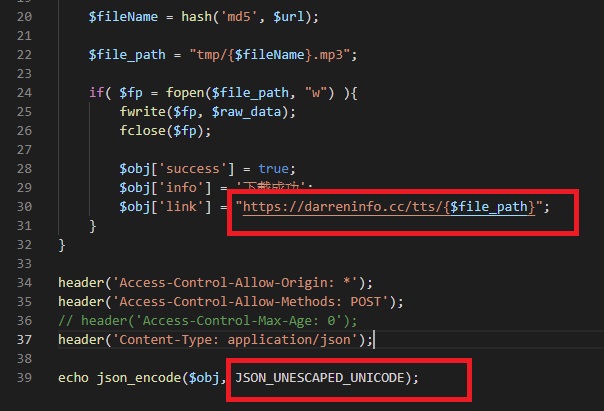 20 $fileName = hash('md5', $url);
21
22 $file_path = "tmp/{$fileName}.mp3";
23
24 if( $fp = fopen($file_path, "w") ){
25 fwrite($fp, $raw_data);
26 fclose($fp);
27
28 $obj['success'] = true;
29 $obj['info'] = '下載成功';
30 $obj['link'] = "https://darreninfo.cc/tts/{$file_path}";
31 }
32 }
33
34 header('Access-Control-Allow-Origin: *');
35 header('Access-Control-Allow-Methods: POST');
36 // header('Access-Control-Max-Age: 0');
37 header('Content-Type: application/json');
38
39 echo json_encode($obj, JSON_UNESCAPED_UNICODE);